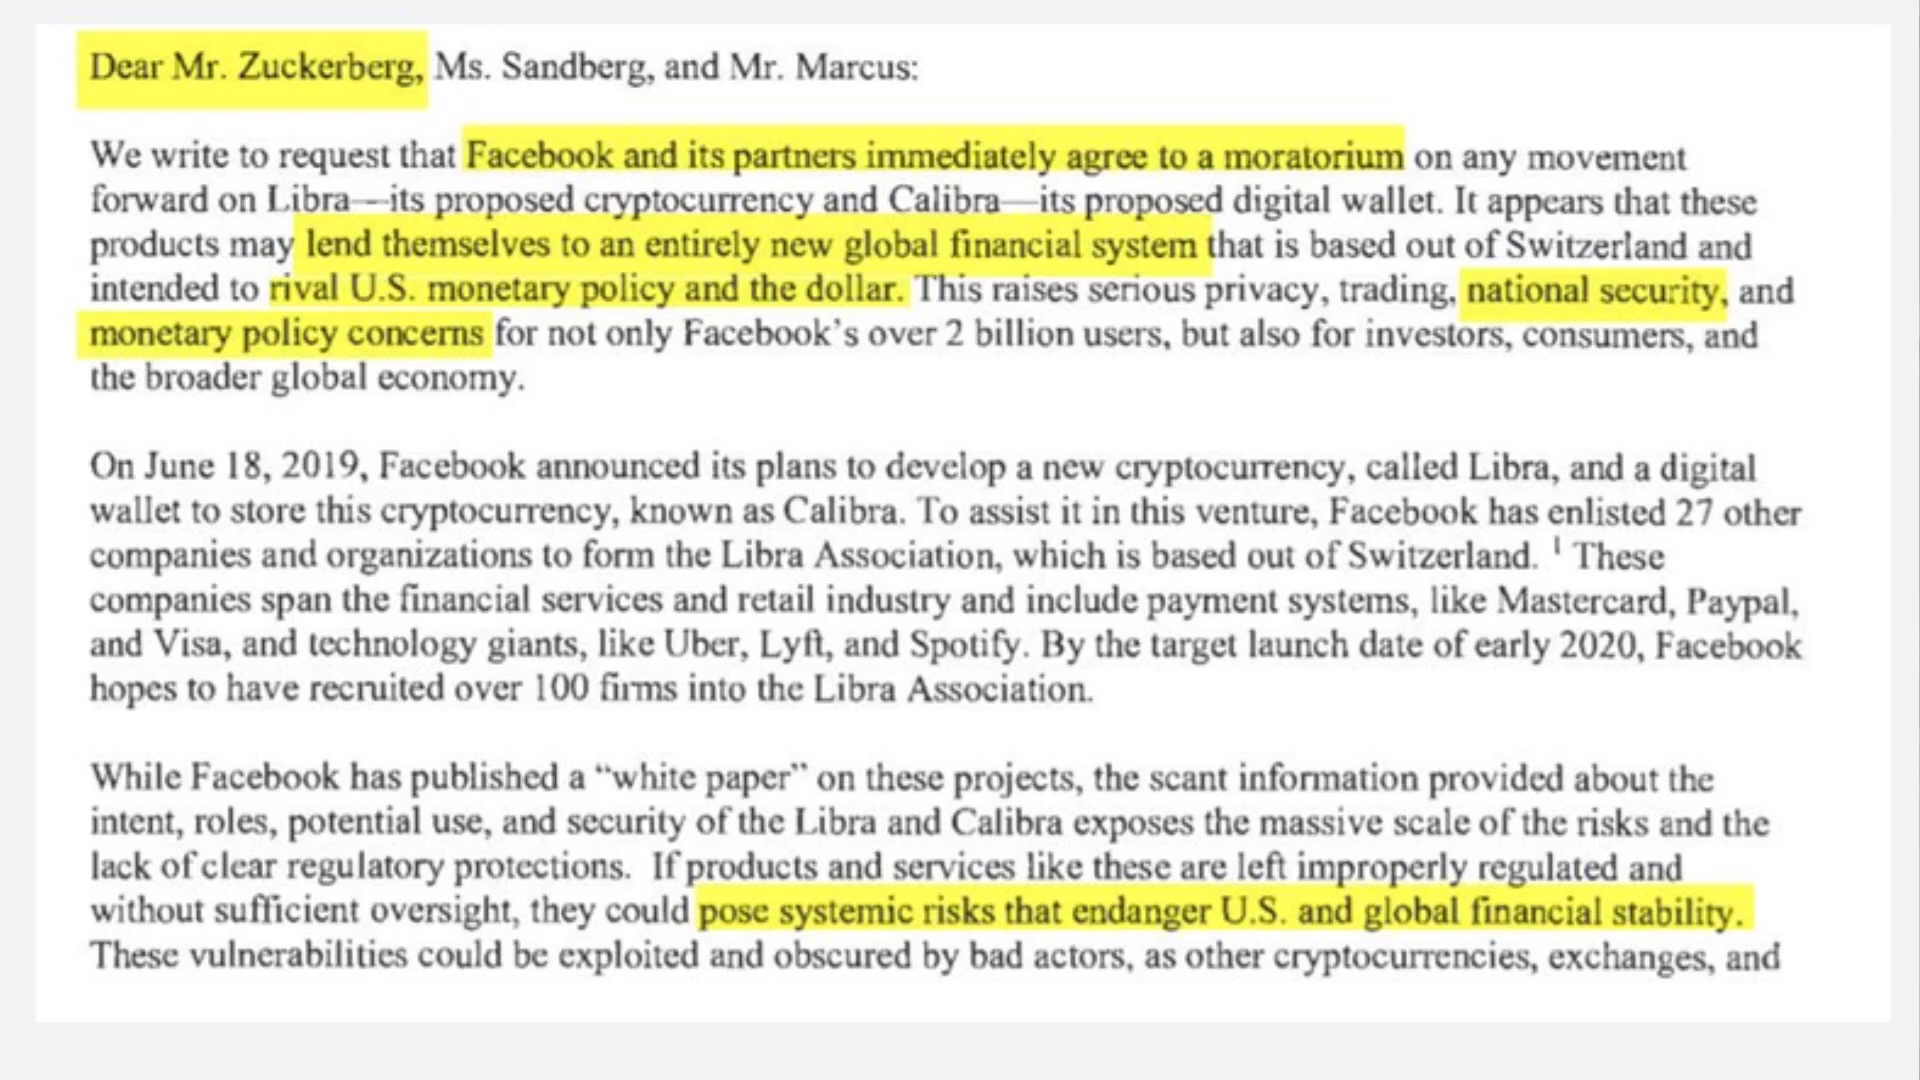 Dear Mr. Zuckerberg, Ms. Sandberg, and Mr. Marcus:
We write to request that Facebook and its partners immediately agree to a moratorium on any movement
forward on Libra—its proposed cryptocurrency and Calibra—its proposed digital wallet. It appears that these
products may lend themselves to an entirely new global financial system that is based out of Switzerland and
intended to rival U.S. monetary policy and the dollar. This raises serious privacy, trading, national security, and
monetary policy concerns for not only Facebook's over 2 billion users, but also for investors, consumers, and
the broader global economy.
On June 18, 2019, Facebook announced its plans to develop a new cryptocurrency, called Libra, and a digital
wallet to store this cryptocurrency, known as Calibra. To assist it in this venture, Facebook has enlisted 27 other
companies and organizations to form the Libra Association, which is based out of Switzerland. ¹ These
companies span the financial services and retail industry and include payment systems, like Mastercard, Paypal,
and Visa, and technology giants, like Uber, Lyft, and Spotify. By the target launch date of early 2020, Facebook
hopes to have recruited over 100 firms into the Libra Association.
While Facebook has published a “white paper” on these projects, the scant information provided about the
intent, roles, potential use, and security of the Libra and Calibra exposes the massive scale of the risks and the
lack of clear regulatory protections.  If products and services like these are left improperly regulated and
without sufficient oversight, they could pose systemic risks that endanger U.S. and global financial stability.
These vulnerabilities could be exploited and obscured by bad actors, as other cryptocurrencies, exchanges, and